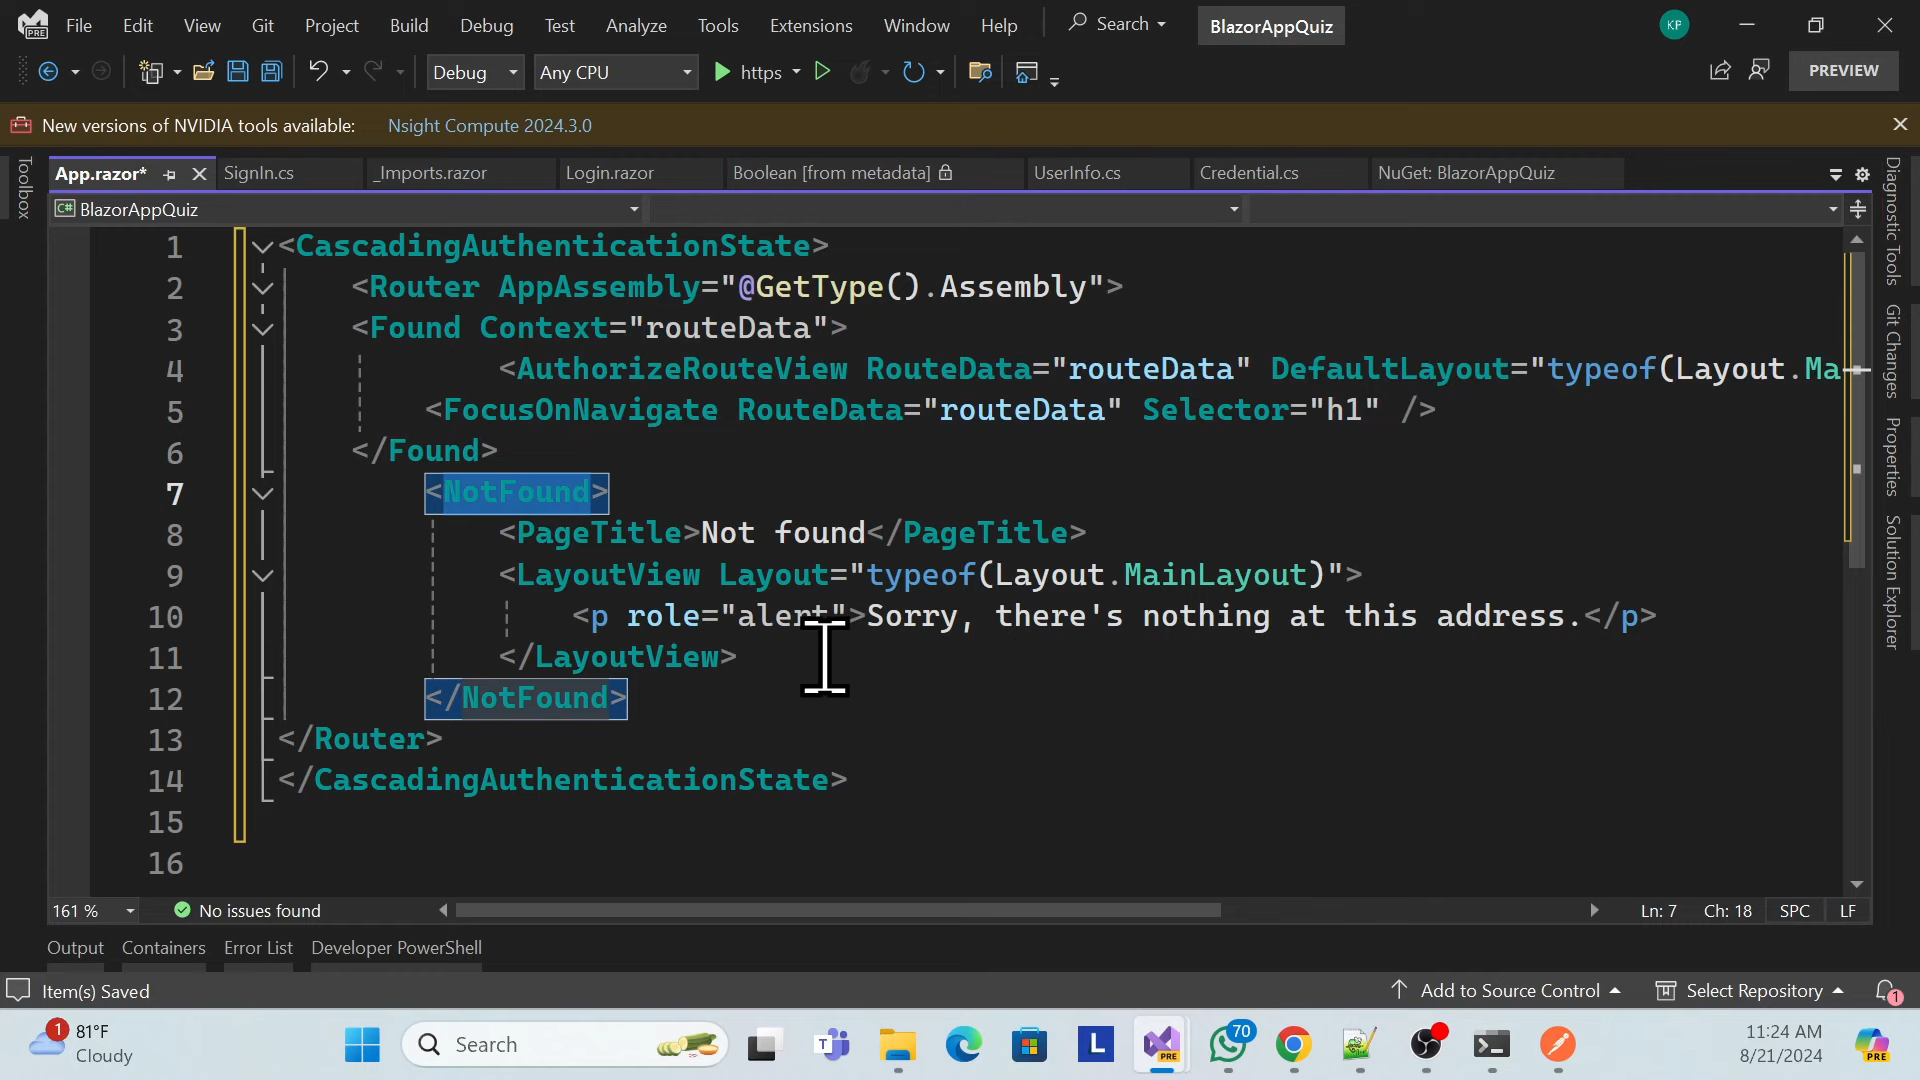 File Edit View Git Project Build Debug Test Analyze Tools Extensions Window Help Search BlazorAppQuiz KP
PRE
Debug Any CPU https PREVIEW
New versions of NVIDIA tools available: Nsight Compute 2024.3.0
App.razor* SignIn.cs _Imports.razor Login.razor Boolean [from metadata] UserInfo.cs Credential.cs NuGet: BlazorAppQuiz
C# BlazorAppQuiz
Toolbox
1 <CascadingAuthenticationState>
2 <Router AppAssembly="@GetType().Assembly">
3 <Found Context="routeData">
4 <AuthorizeRouteView RouteData="routeData" DefaultLayout="typeof(Layout.Ma
5 <FocusOnNavigate RouteData="routeData" Selector="h1" />
6 </Found>
7 <NotFound>
8 <PageTitle>Not found</PageTitle>
9 <LayoutView Layout="typeof(Layout.MainLayout)">
10 <p role="alert">Sorry, there's nothing at this address.</p>
11 </LayoutView>
12 </NotFound>
13 </Router>
14 </CascadingAuthenticationState>
15
16
Diagnostic Tools
Git Changes
Properties
Solution Explorer
161 % No issues found Ln: 7 Ch: 18 SPC LF
Output Containers Error List Developer PowerShell
Item(s) Saved Add to Source Control Select Repository 1
1 81°F
Cloudy
Search L PRE 70 PRE
11:24 AM
8/21/2024